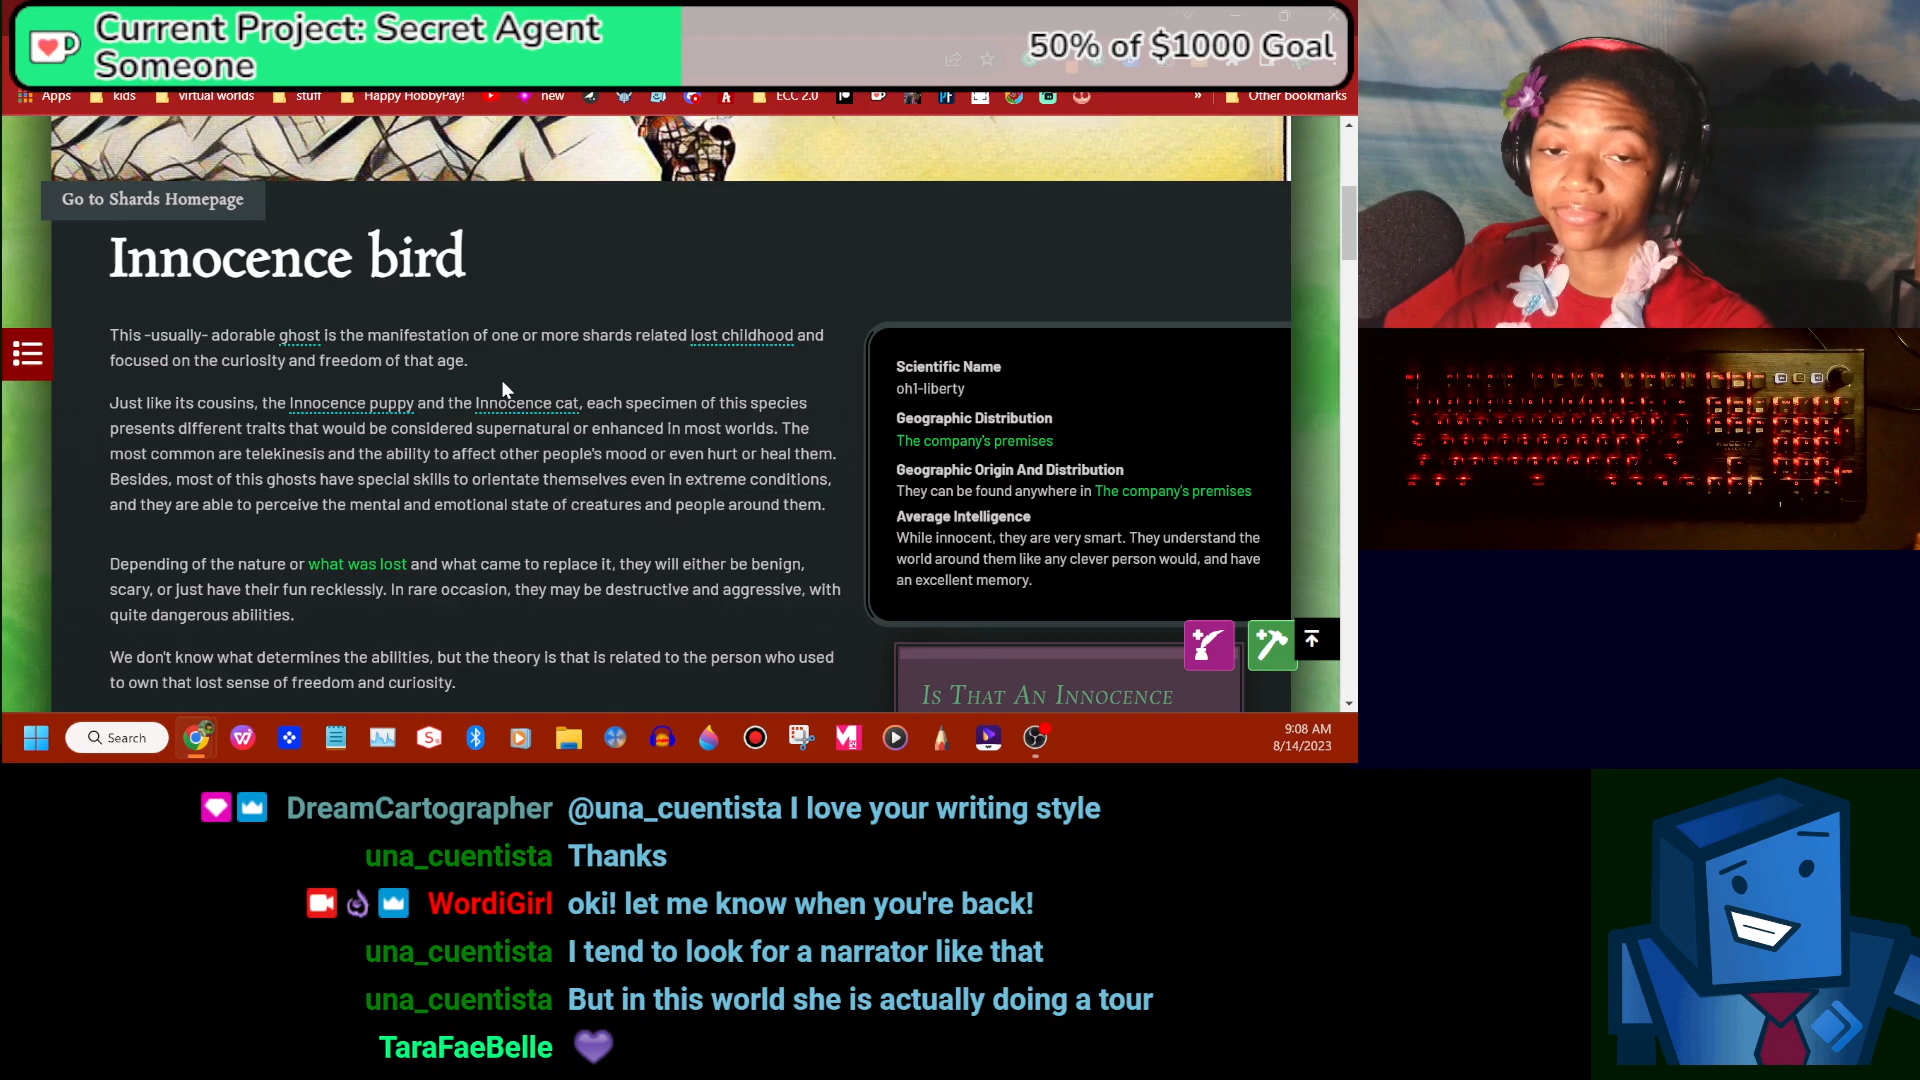 Current Project: Secret Agent
Someone
50% of $1000 Goal
Apps kids virtual worlds stuff Happy HobbyPay! new ECC 2.0 » Other bookmarks
Go to Shards Homepage
Innocence bird
This -usually- adorable ghost is the manifestation of one or more shards related lost childhood and
focused on the curiosity and freedom of that age.
Just like its cousins, the Innocence puppy and the Innocence cat, each specimen of this species
presents different traits that would be considered supernatural or enhanced in most worlds. The
most common are telekinesis and the ability to affect other people's mood or even hurt or heal them.
Besides, most of this ghosts have special skills to orientate themselves even in extreme conditions,
and they are able to perceive the mental and emotional state of creatures and people around them.
Depending of the nature or what was lost and what came to replace it, they will either be benign,
scary, or just have their fun recklessly. In rare occasion, they may be destructive and aggressive, with
quite dangerous abilities.
We don't know what determines the abilities, but the theory is that is related to the person who used
to own that lost sense of freedom and curiosity.
Scientific Name
oh1-liberty
Geographic Distribution
The company's premises
Geographic Origin And Distribution
They can be found anywhere in The company's premises
Average Intelligence
While innocent, they are very smart. They understand the
world around them like any clever person would, and have
an excellent memory.
Is That An Innocence
Search
9:08 AM
8/14/2023
DreamCartographer @una_cuentista I love your writing style
una_cuentista Thanks
WordiGirl oki! let me know when you're back!
una_cuentista I tend to look for a narrator like that
una_cuentista But in this world she is actually doing a tour
TaraFaeBelle